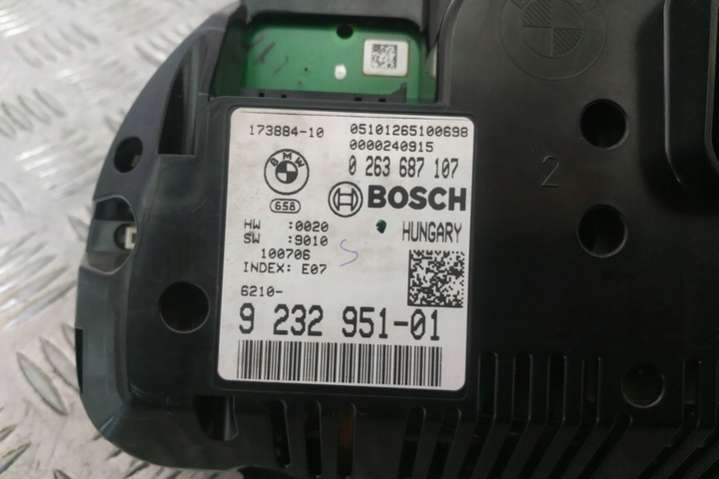 173884-10 05101265100698
0000240915
BMW
0 263 687 107
658
BOSCH
HW :0020
SW :9010
HUNGARY
100706
S
INDEX: E07
6210-
9 232 951-01
2